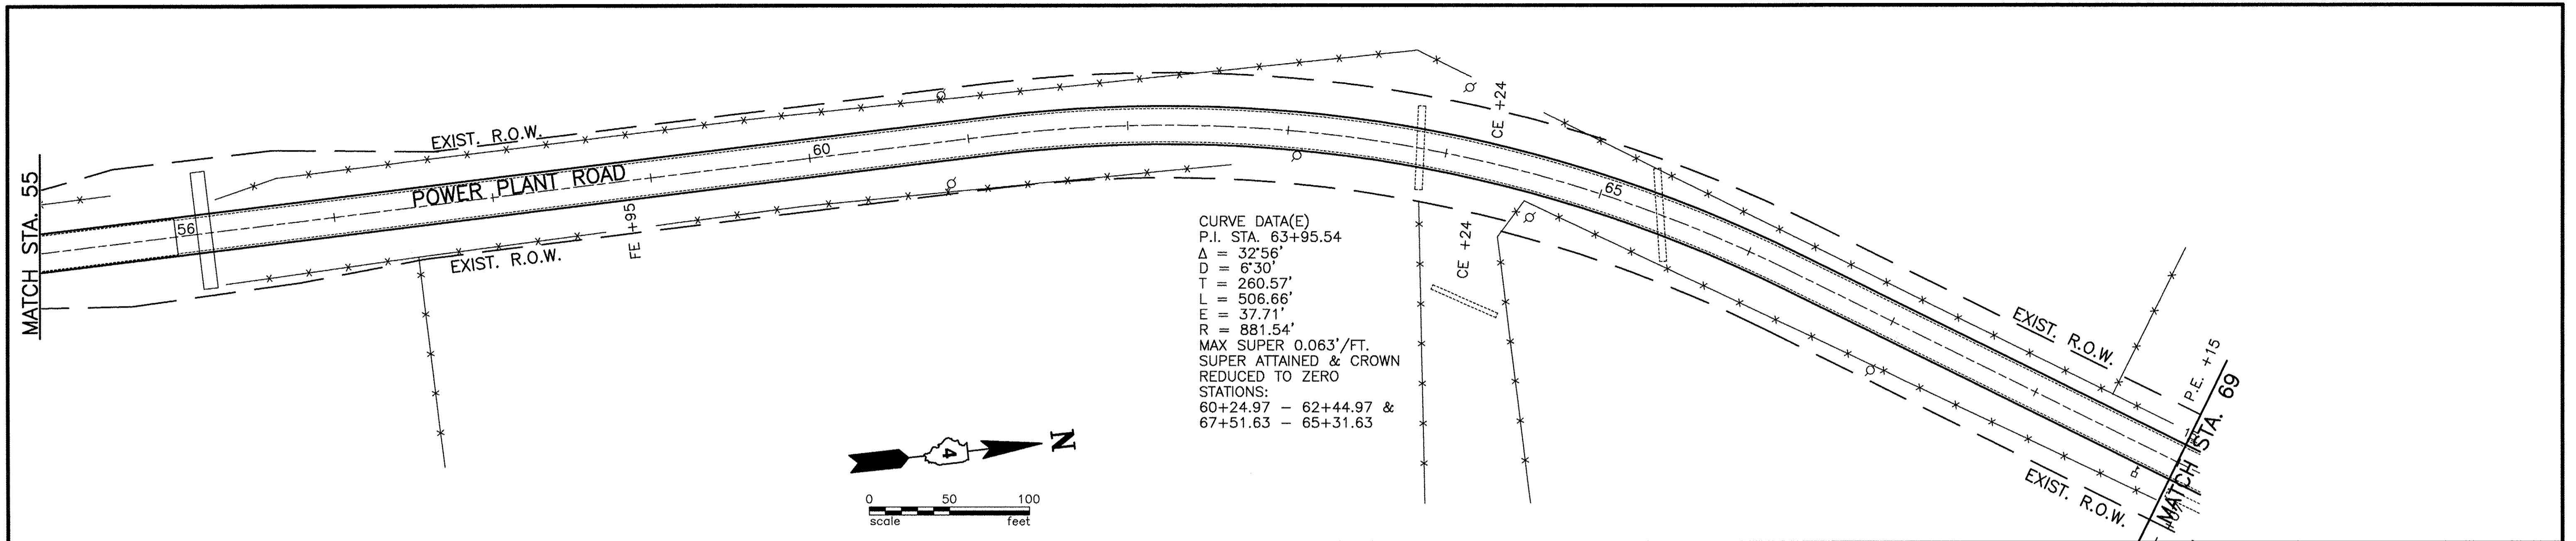 MATCH STA. 55
56
EXIST. R.O.W.
POWER PLANT ROAD
EXIST. R.O.W.
FE +95
60
CE +24
65
CE +24
CURVE DATA(E)
P.I. STA. 63+95.54
Δ = 32°56'
D = 6°30'
T = 260.57'
L = 506.66'
E = 37.71'
R = 881.54'
MAX SUPER 0.063'/FT.
SUPER ATTAINED & CROWN
REDUCED TO ZERO
STATIONS:
60+24.97 - 62+44.97 &
67+51.63 - 65+31.63
4
N
0 50 100
scale feet
EXIST. R.O.W.
P.E. +15
MATCH STA. 69
EXIST. R.O.W.